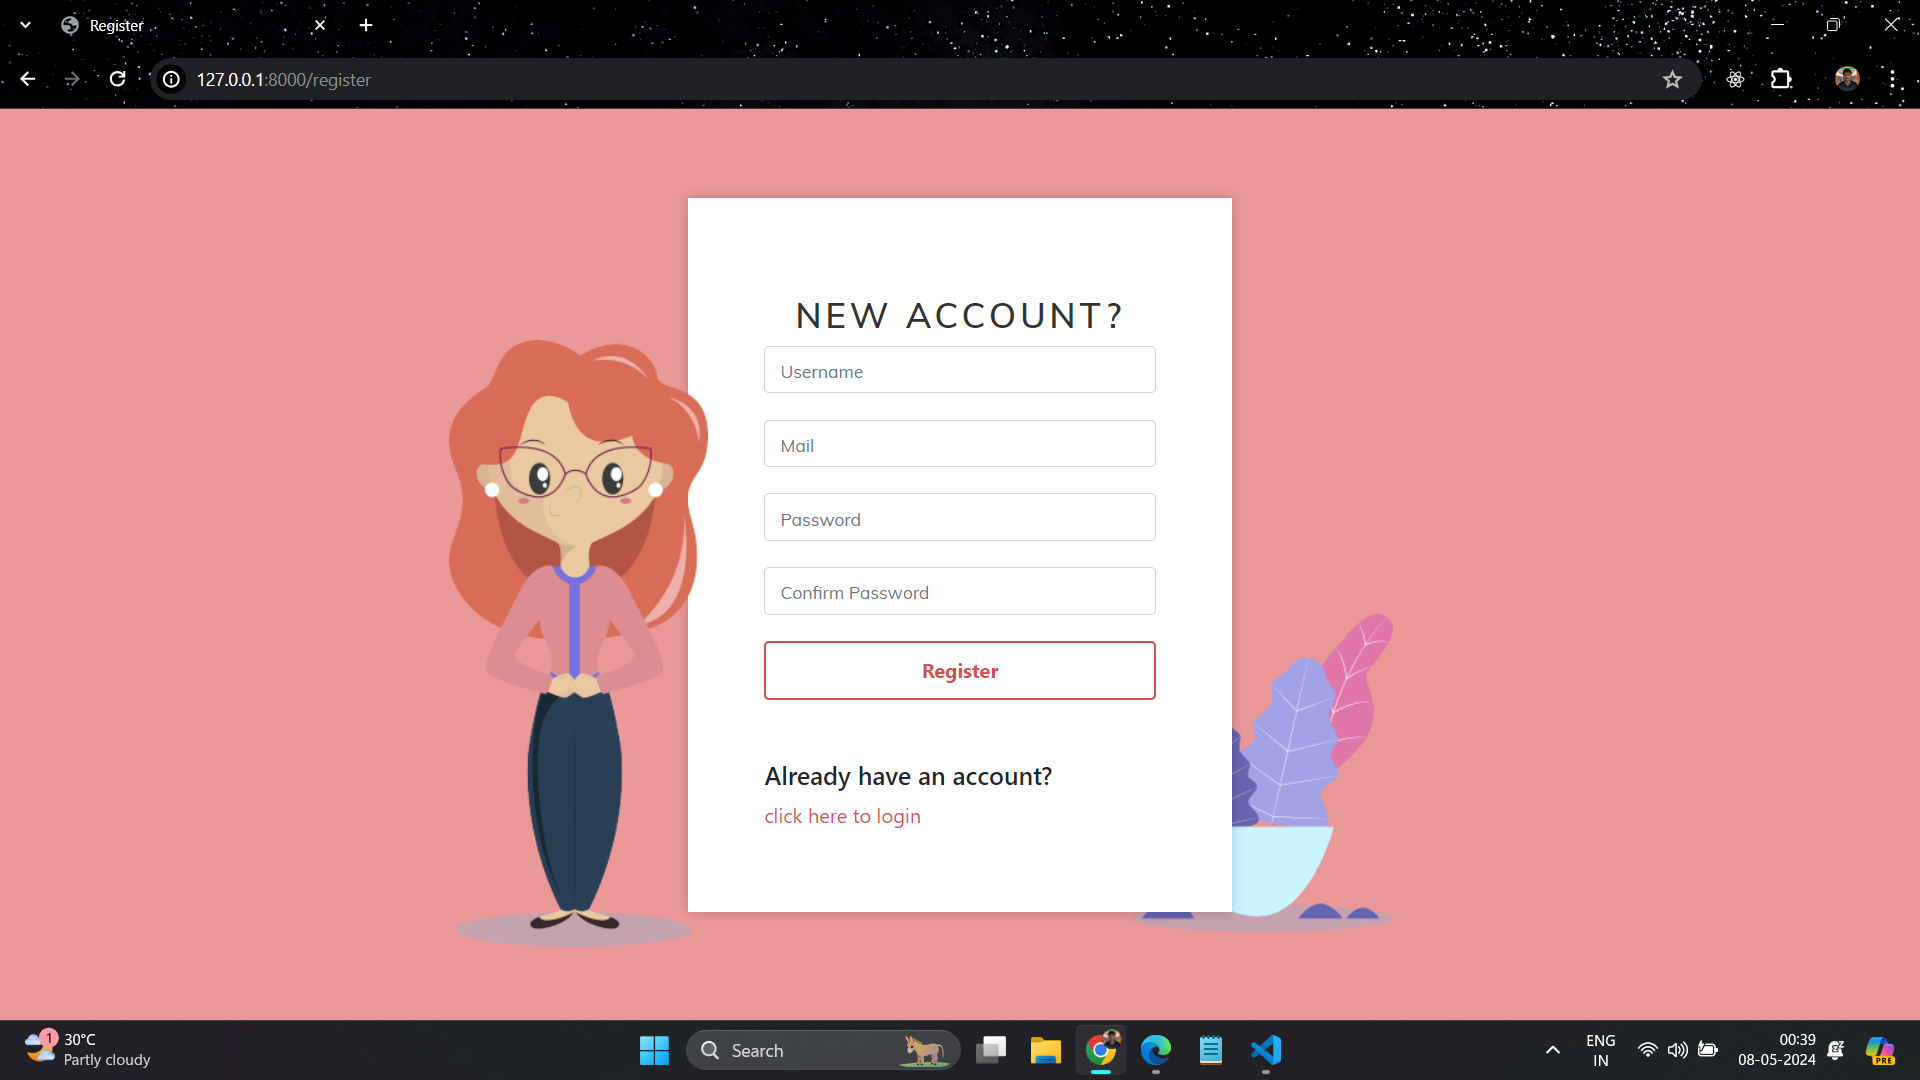 Register
127.0.0.1:8000/register
NEW ACCOUNT?
Username
Mail
Password
Confirm Password
Register
Already have an account?
click here to login
1
30°C
Partly cloudy
Search
ENG
IN
00:39
08-05-2024
PRE